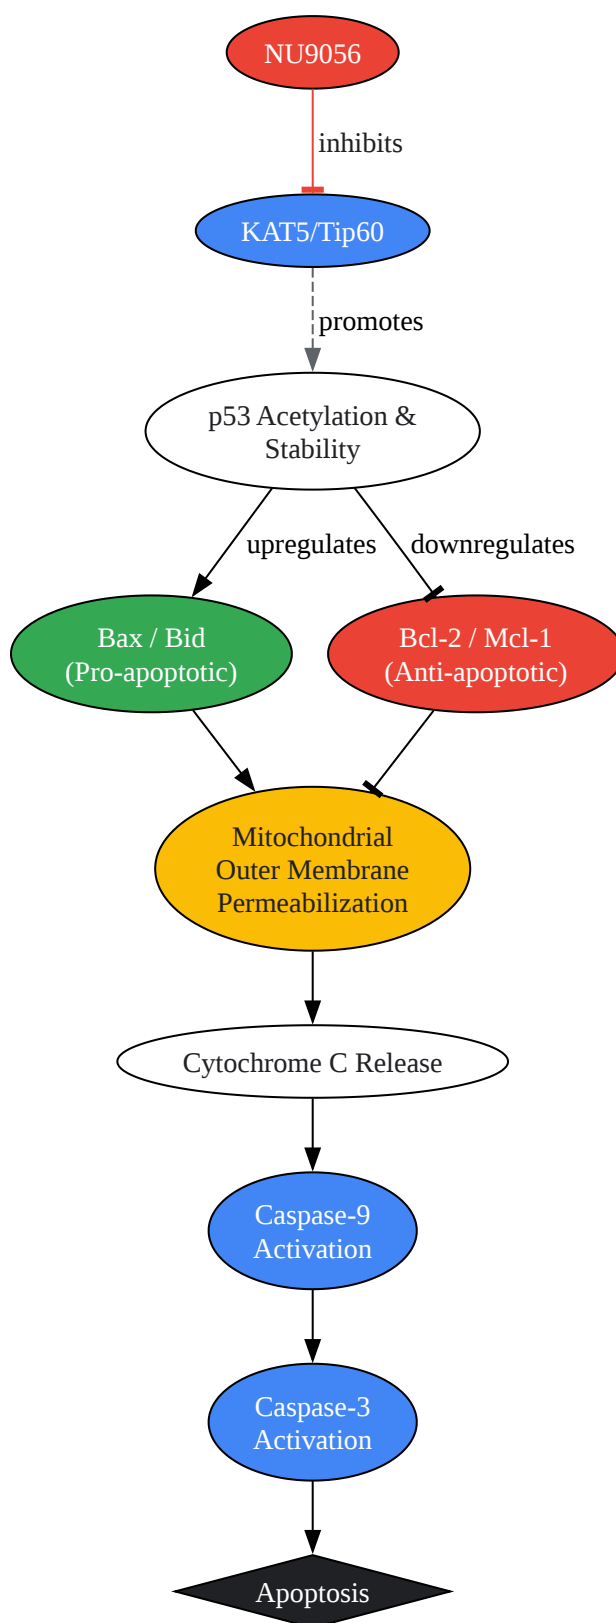 NU9056
inhibits
KAT5/Tip60
promotes
p53 Acetylation &
Stability
upregulates
downregulates
Bax / Bid
(Pro-apoptotic)
Bcl-2 / Mcl-1
(Anti-apoptotic)
Mitochondrial
Outer Membrane
Permeabilization
Cytochrome C Release
Caspase-9
Activation
Caspase-3
Activation
Apoptosis